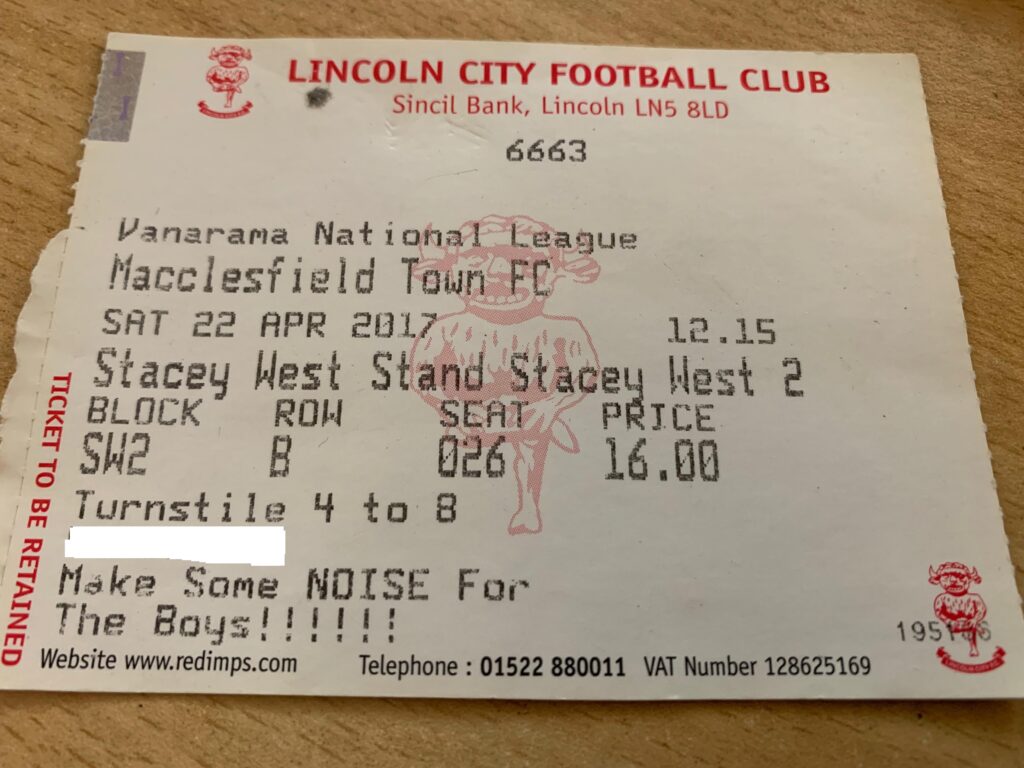 LINCOLN CITY FOOTBALL CLUB
Sincil Bank, Lincoln LN5 8LD
6663
Vanarama National League
Macclesfield Town FC
SAT 22 APR 2017 12.15
Stacey West Stand Stacey West 2
BLOCK ROW SEAT PRICE
SW2 B 026 16.00
Turnstile 4 to 8
Make Some NOISE For
The Boys!!!!!!
Website www.redimps.com Telephone : 01522 880011 VAT Number 128625169
TICKET TO BE RETAINED